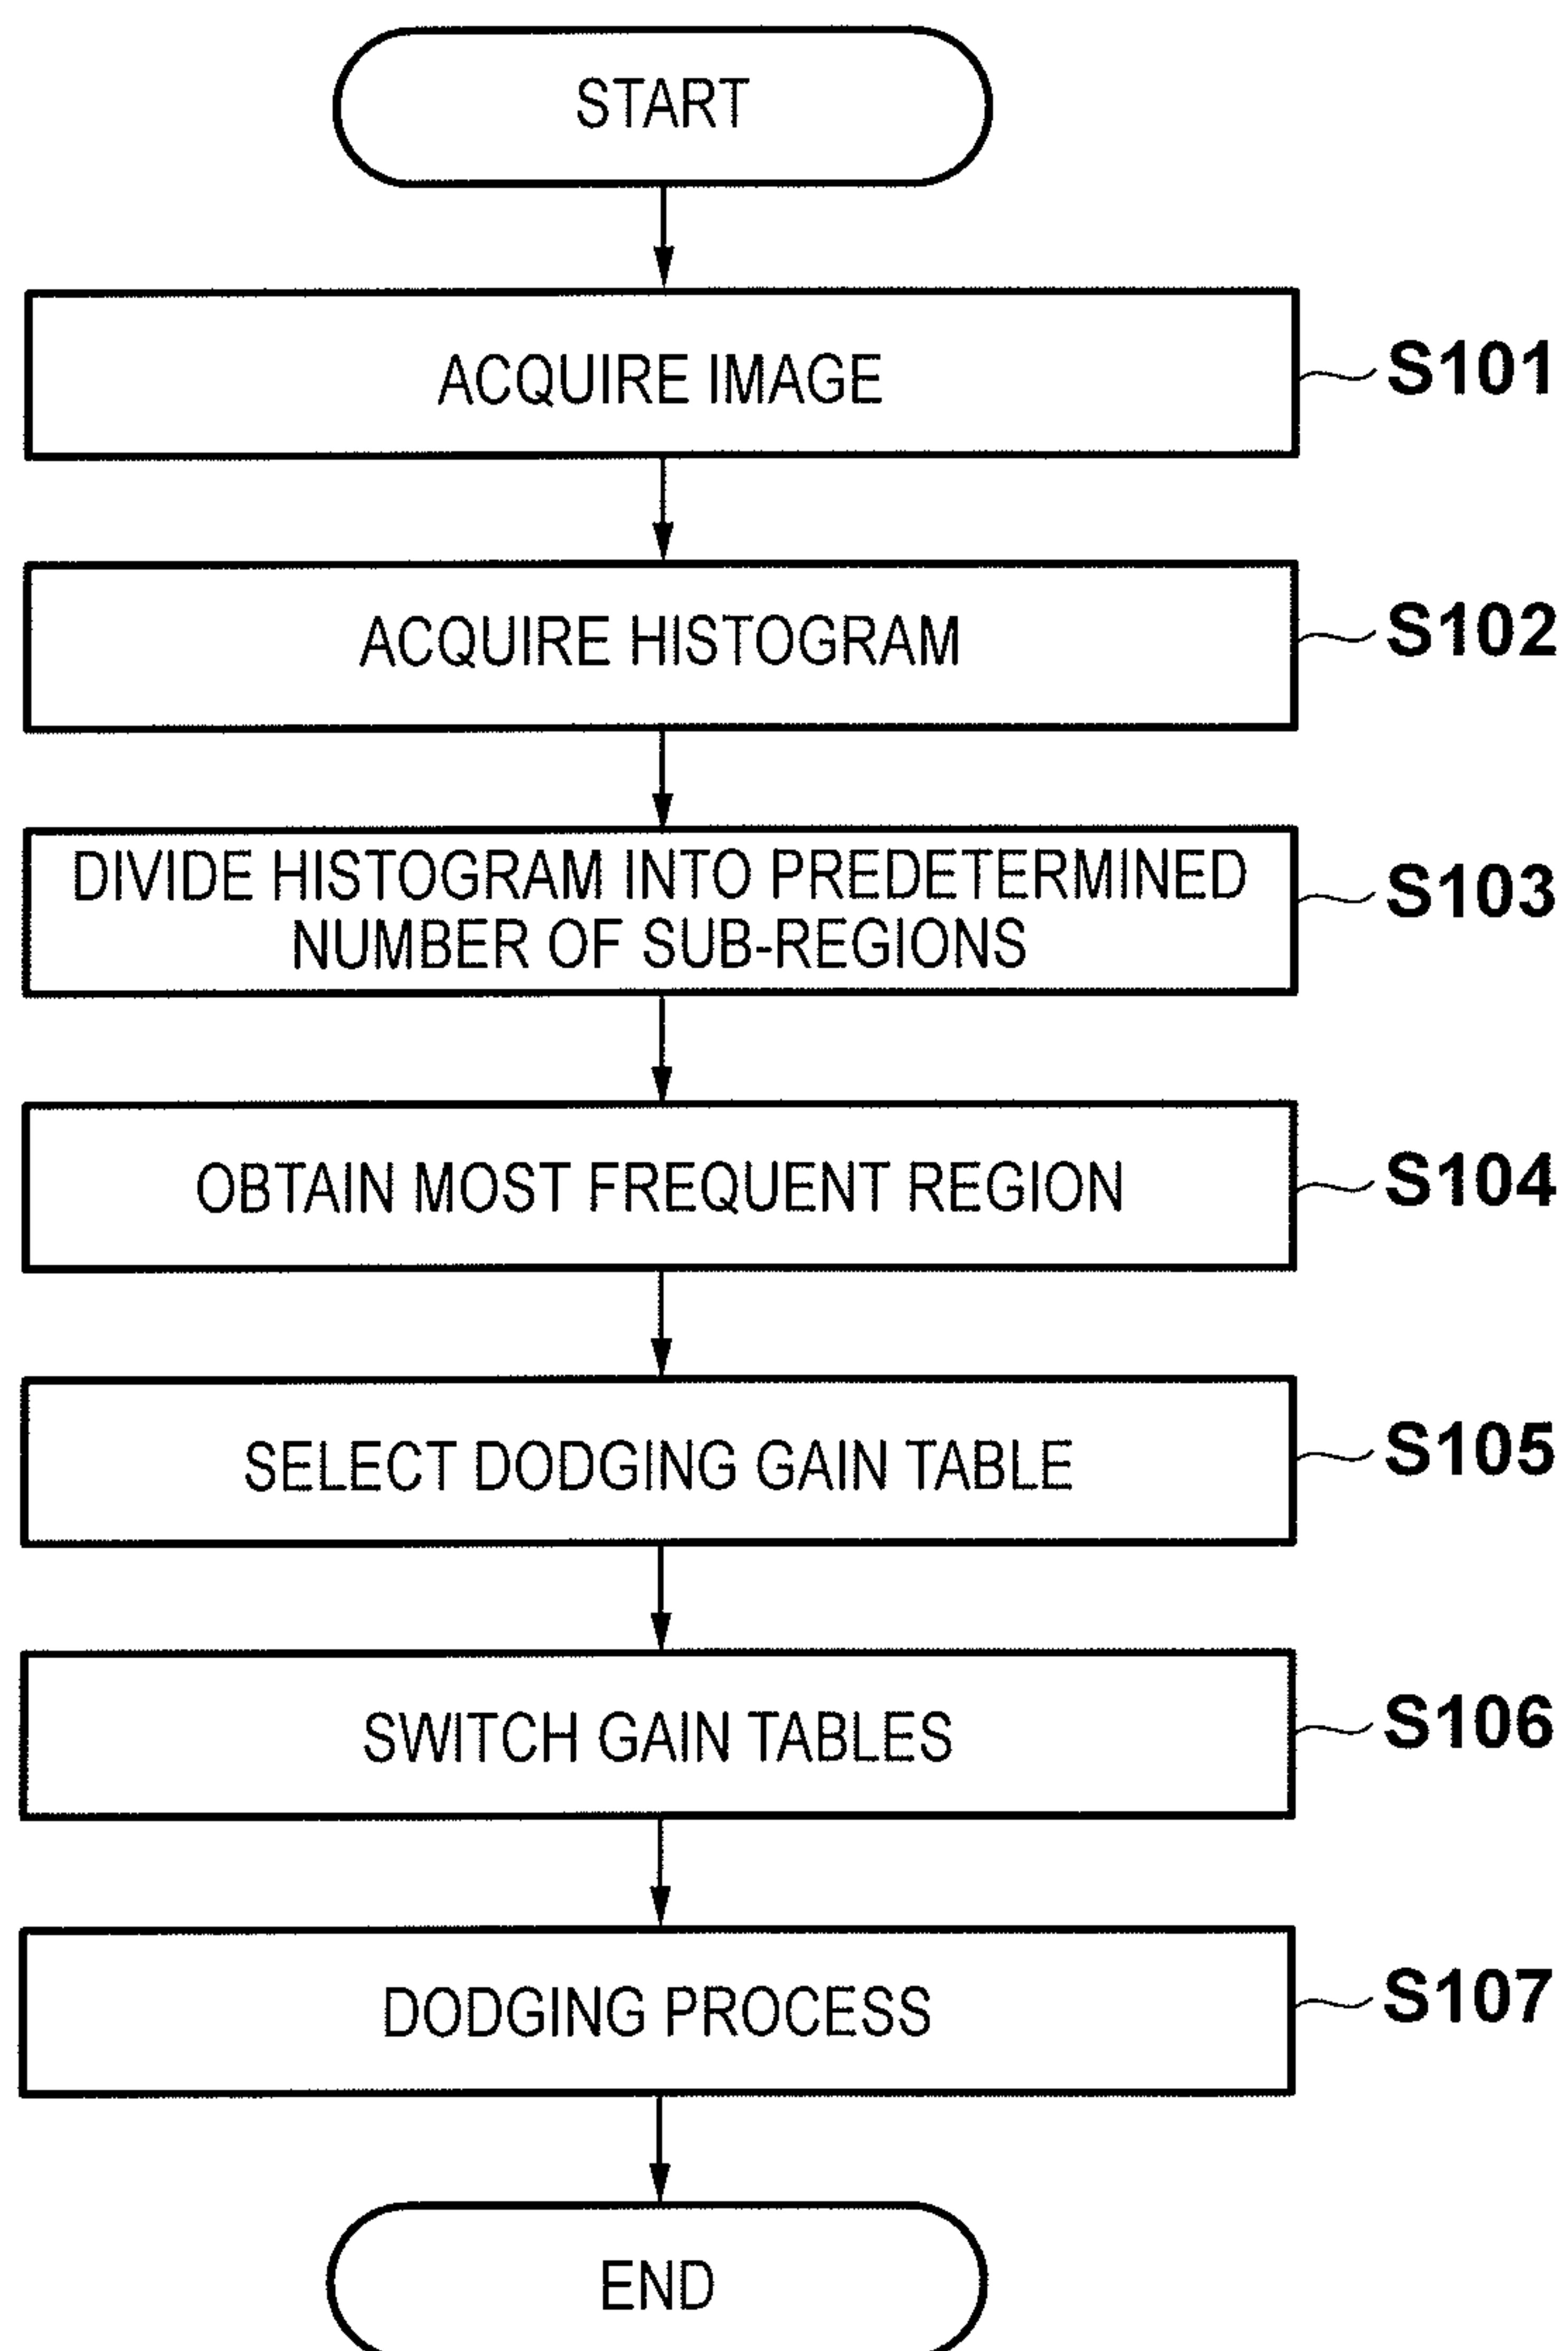 START
ACQUIRE IMAGE
S101
ACQUIRE HISTOGRAM
S102
DIVIDE HISTOGRAM INTO PREDETERMINED
NUMBER OF SUB-REGIONS
S103
OBTAIN MOST FREQUENT REGION
S104
SELECT DODGING GAIN TABLE
S105
SWITCH GAIN TABLES
S106
DODGING PROCESS
S107
END